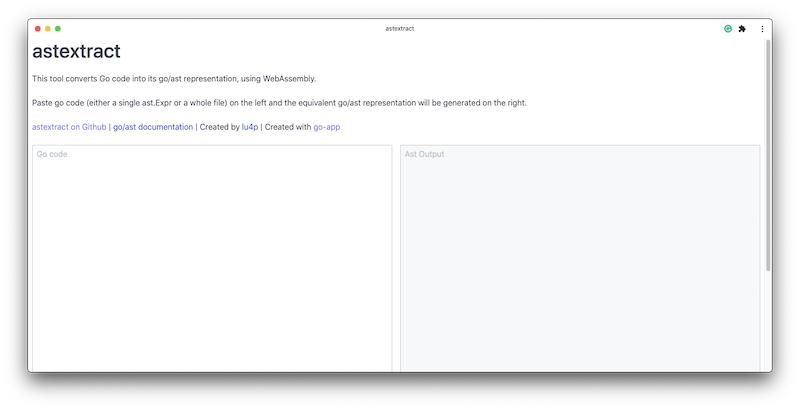 astextract
astextract
This tool converts Go code into its go/ast representation, using WebAssembly.
Paste go code (either a single ast.Expr or a whole file) on the left and the equivalent go/ast representation will be generated on the right.
astextract on Github | go/ast documentation | Created by lu4p | Created with go-app
Go code
Ast Output